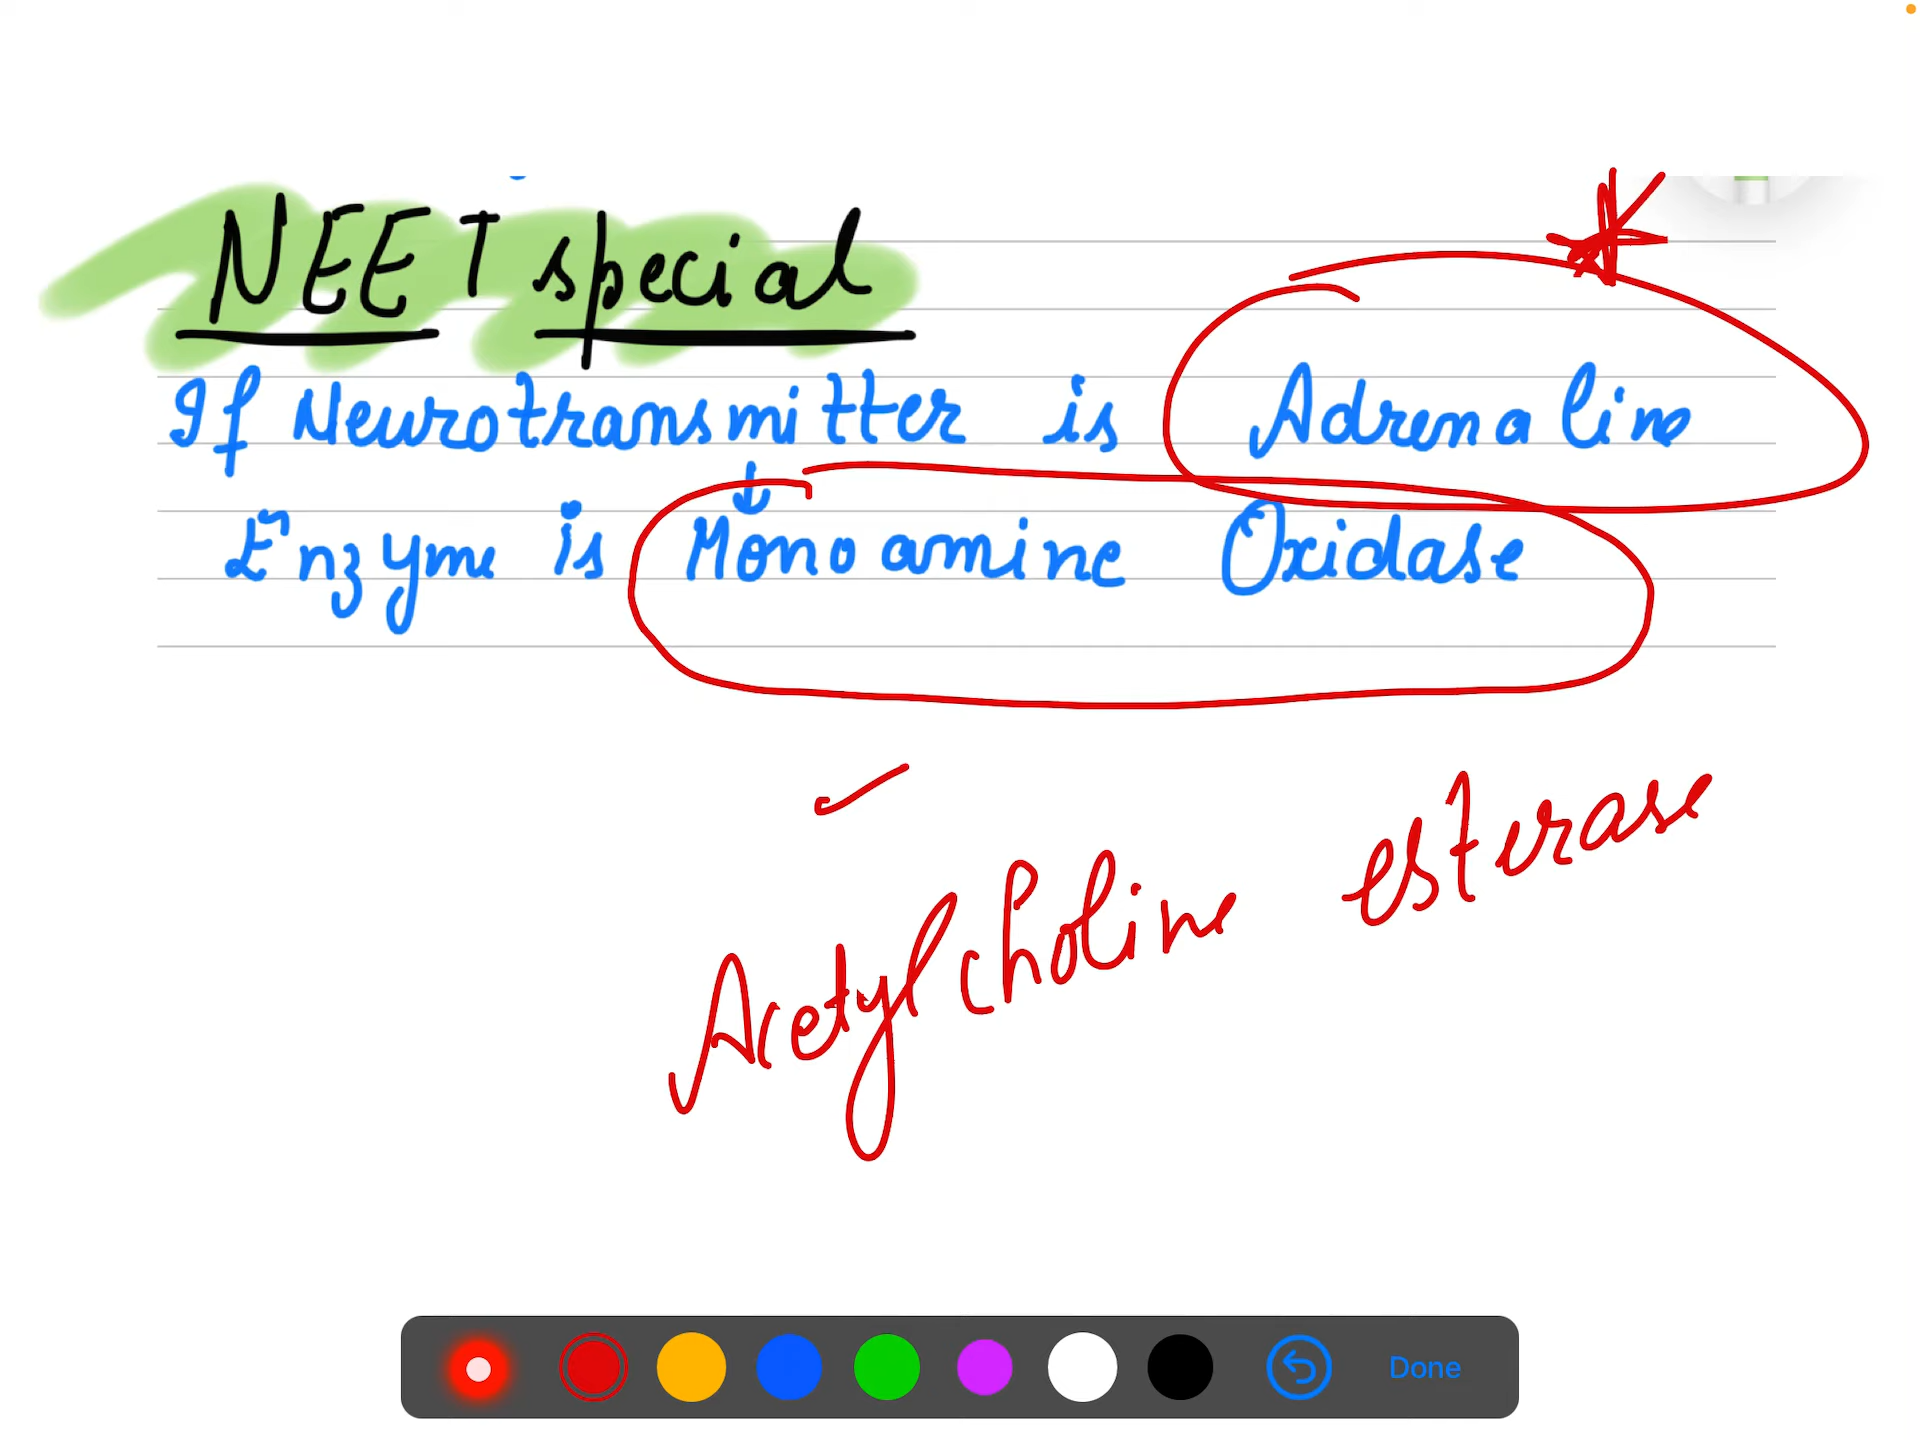 NEET special
If Neurotransmitter is Adrenaline
Enzyme is Monoamine Oxidase
Acetylcholine esterase
Done